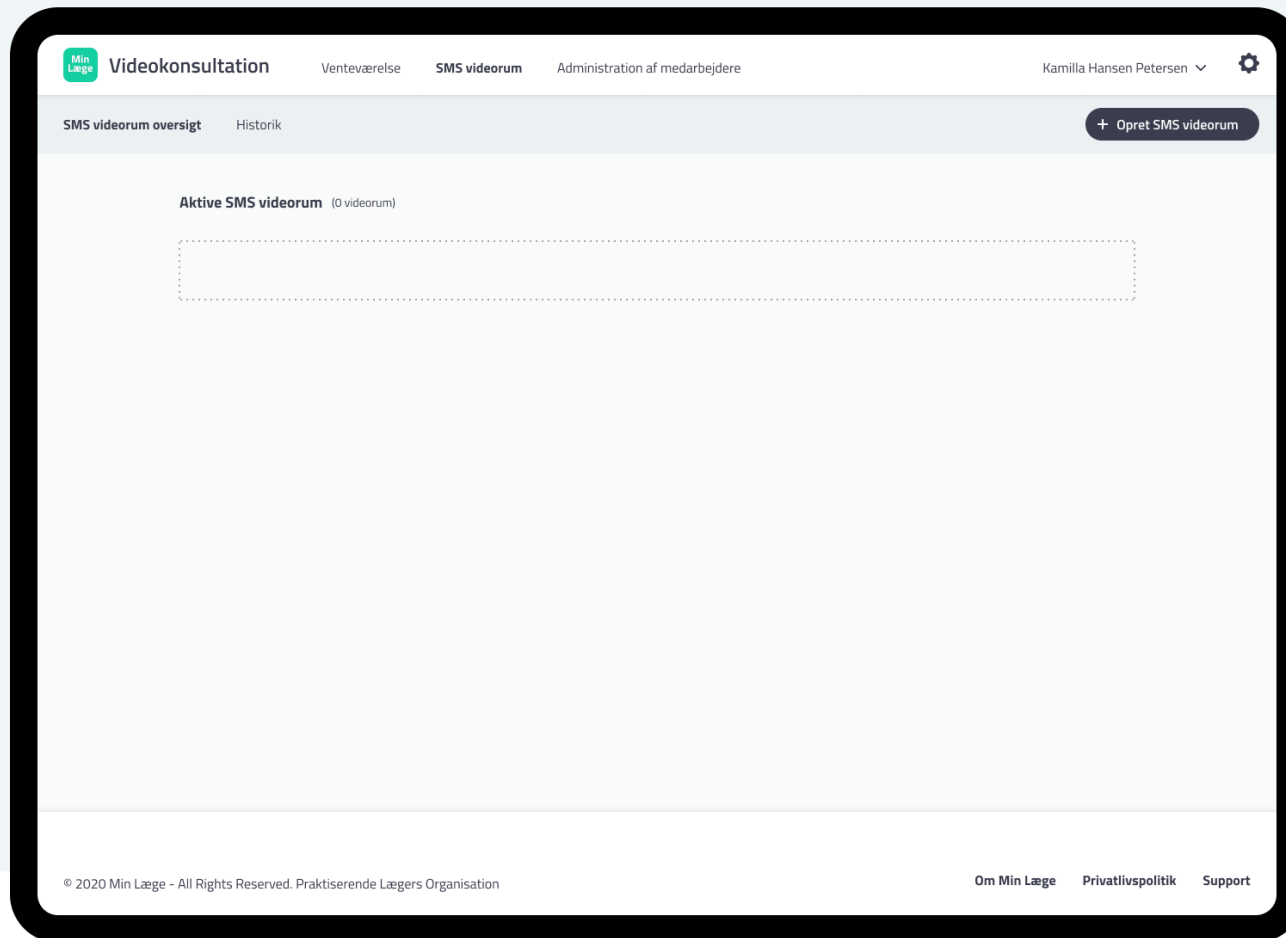 Min
Læge
Videokonsultation
Venteværelse
SMS videorum
Administration af medarbejdere
Kamilla Hansen Petersen
SMS videorum oversigt
Historik
+ Opret SMS videorum
Aktive SMS videorum (0 videorum)
© 2020 Min Læge - All Rights Reserved. Praktiserende Lægers Organisation
Om Min Læge
Privatlivspolitik
Support